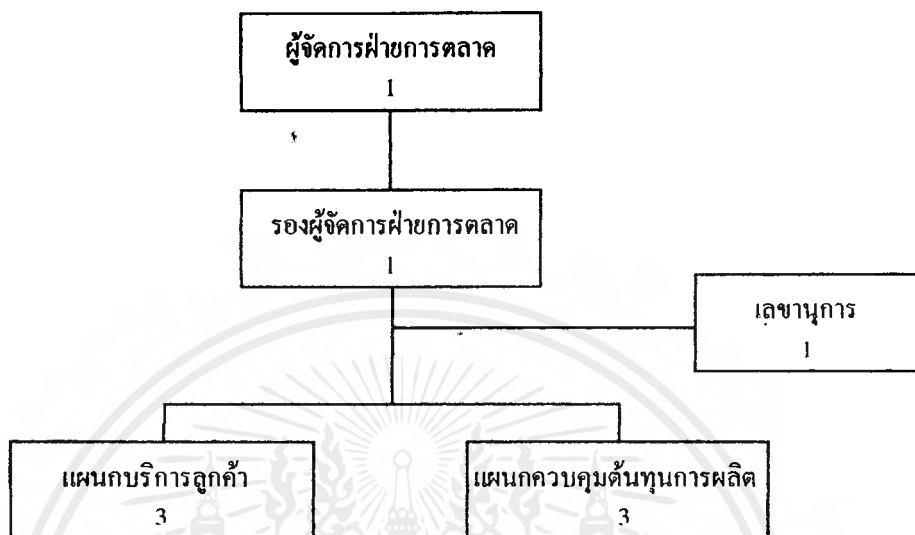 ผู้จัดการฝ่ายการตลาด
1
รองผู้จัดการฝ่ายการตลาด
1
เลขานุการ
1
แผนกบริการลูกค้า
3
แผนกควบคุมต้นทุนการผลิต
3